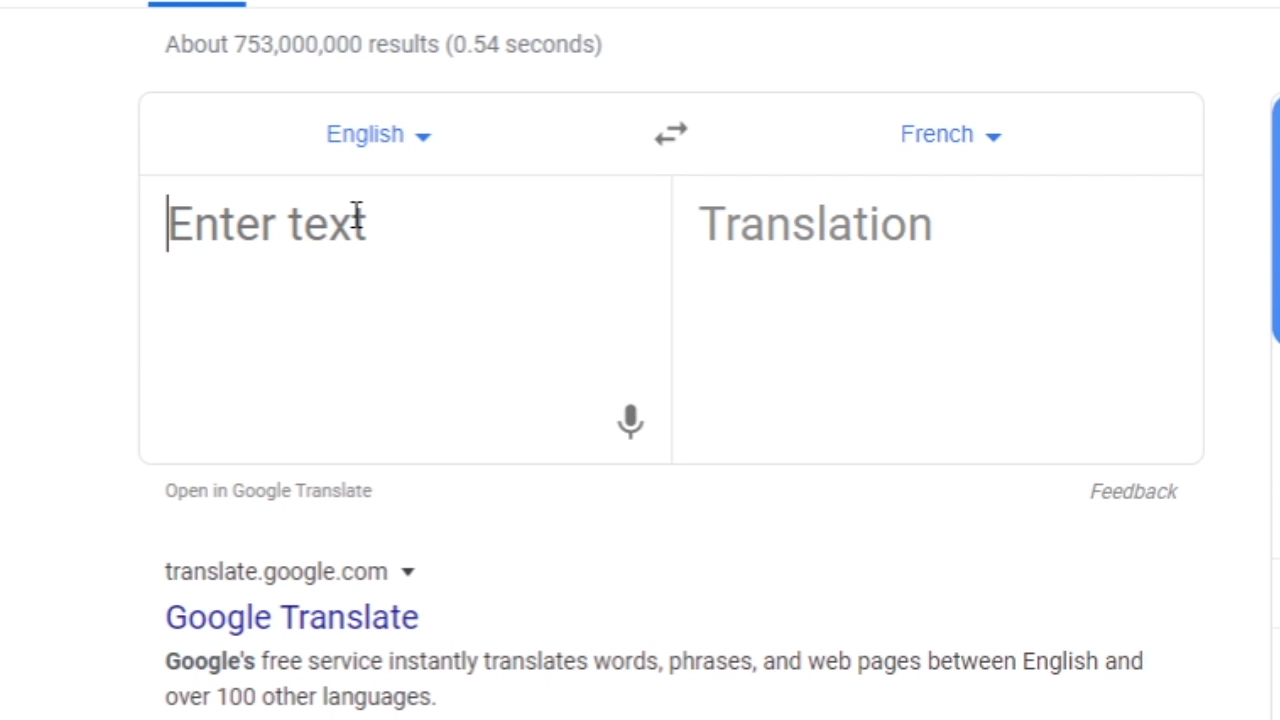 About 753,000,000 results (0.54 seconds)
English French
Enter text Translation
Open in Google Translate Feedback
translate.google.com
Google Translate
Google's free service instantly translates words, phrases, and web pages between English and
over 100 other languages.